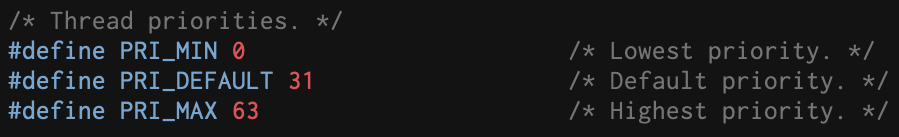 /* Thread priorities. */
#define PRI_MIN 0                       /* Lowest priority. */
#define PRI_DEFAULT 31                  /* Default priority. */
#define PRI_MAX 63                      /* Highest priority. */